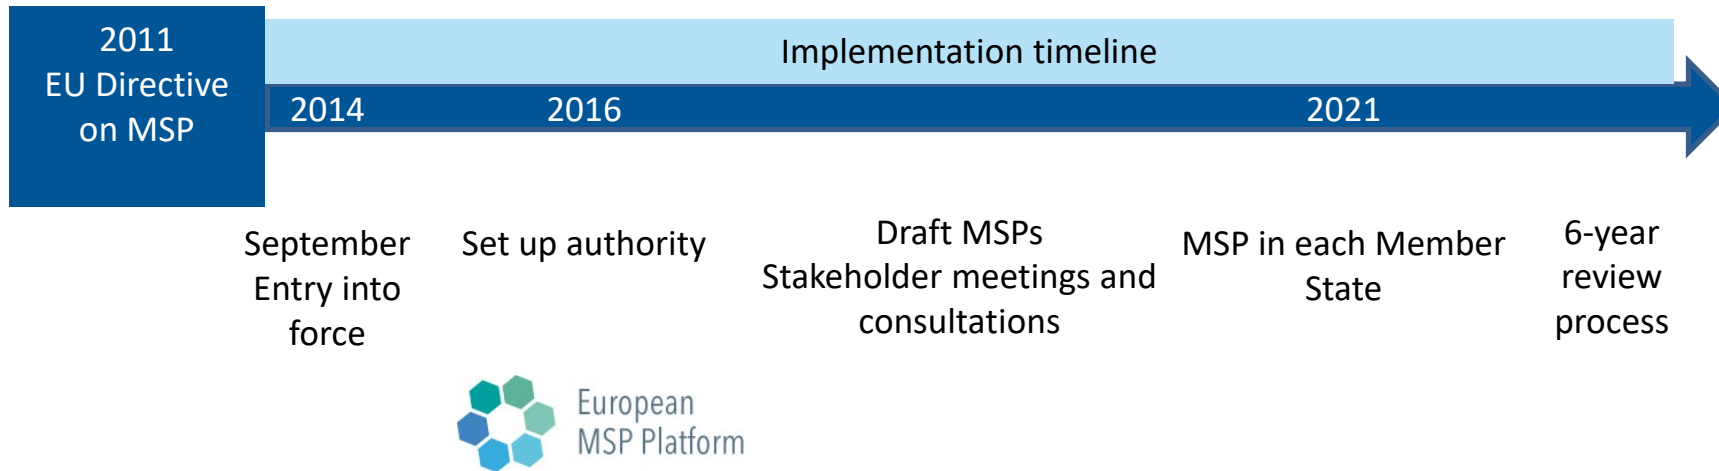 2011
EU Directive
on MSP
Implementation timeline
2014
2016
2021
September
Entry into
force
Set up authority
Draft MSPs
Stakeholder meetings and
consultations
MSP in each Member
State
6-year
review
process
European
MSP Platform